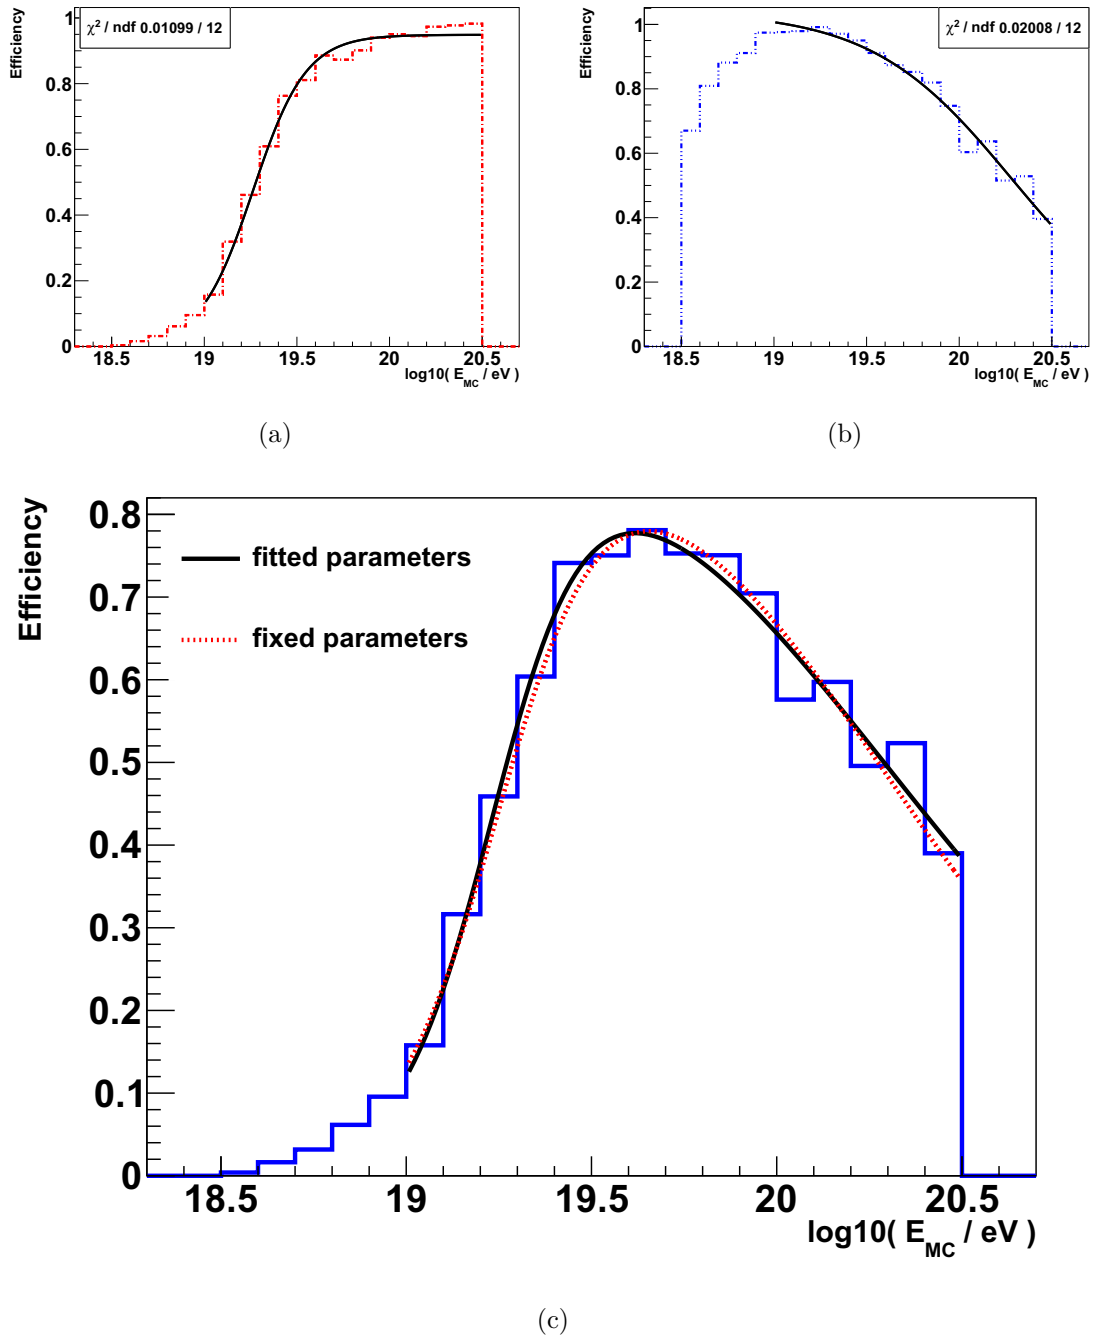 Efficiency
χ² / ndf 0.01099 / 12
1
0.8
0.6
0.4
0.2
0
18.5 19 19.5 20 20.5
log10( E_MC / eV )
(a)
Efficiency
χ² / ndf 0.02008 / 12
1
0.8
0.6
0.4
0.2
0
18.5 19 19.5 20 20.5
log10( E_MC / eV )
(b)
Efficiency
0.8
0.7
0.6
0.5
0.4
0.3
0.2
0.1
0
fitted parameters
fixed parameters
18.5 19 19.5 20 20.5
log10( E_MC / eV )
(c)